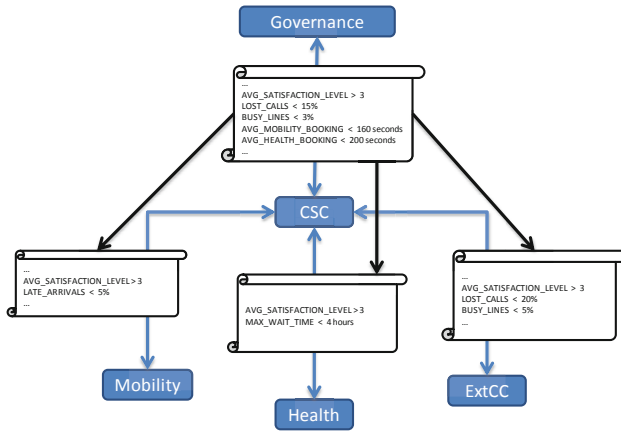 Governance
...
AVG_SATISFACTION_LEVEL > 3
LOST_CALLS < 15%
BUSY_LINES < 3%
AVG_MOBILITY_BOOKING < 160 seconds
AVG_HEALTH_BOOKING < 200 seconds
...
CSC
...
AVG_SATISFACTION_LEVEL > 3
LATE_ARRIVALS < 5%
...
AVG_SATISFACTION_LEVEL > 3
MAX_WAIT_TIME < 4 hours
...
AVG_SATISFACTION_LEVEL > 3
LOST_CALLS < 20%
BUSY_LINES < 5%
...
Mobility
Health
ExtCC